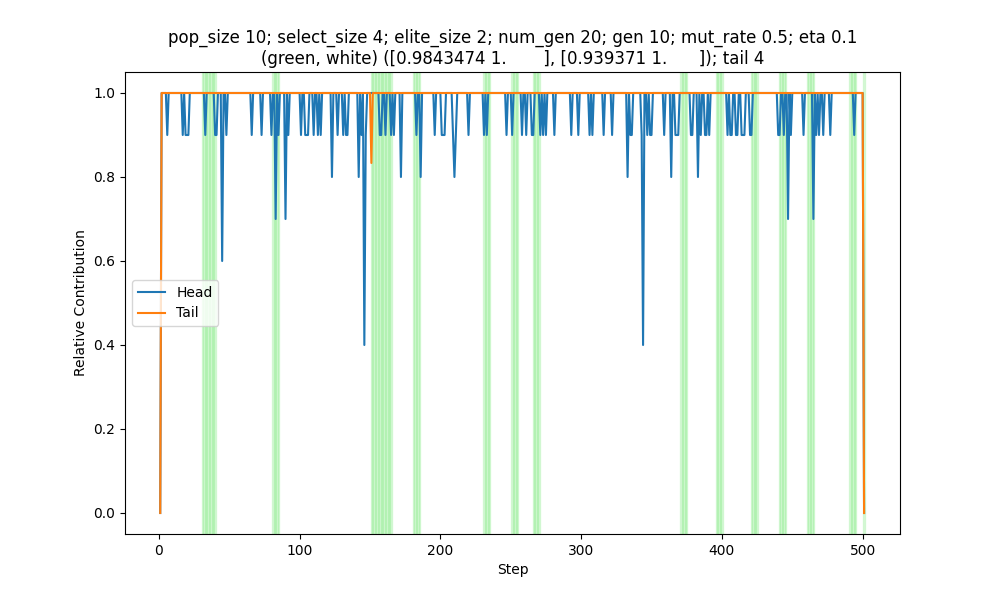 pop_size 10; select_size 4; elite_size 2; num_gen 20; gen 10; mut_rate 0.5; eta 0.1
(green, white) ([0.9843474 1.       ], [0.939371 1.       ]); tail 4
1.0
0.8
0.6
0.4
0.2
0.0
Relative Contribution
Head
Tail
0
100
200
300
400
500
Step